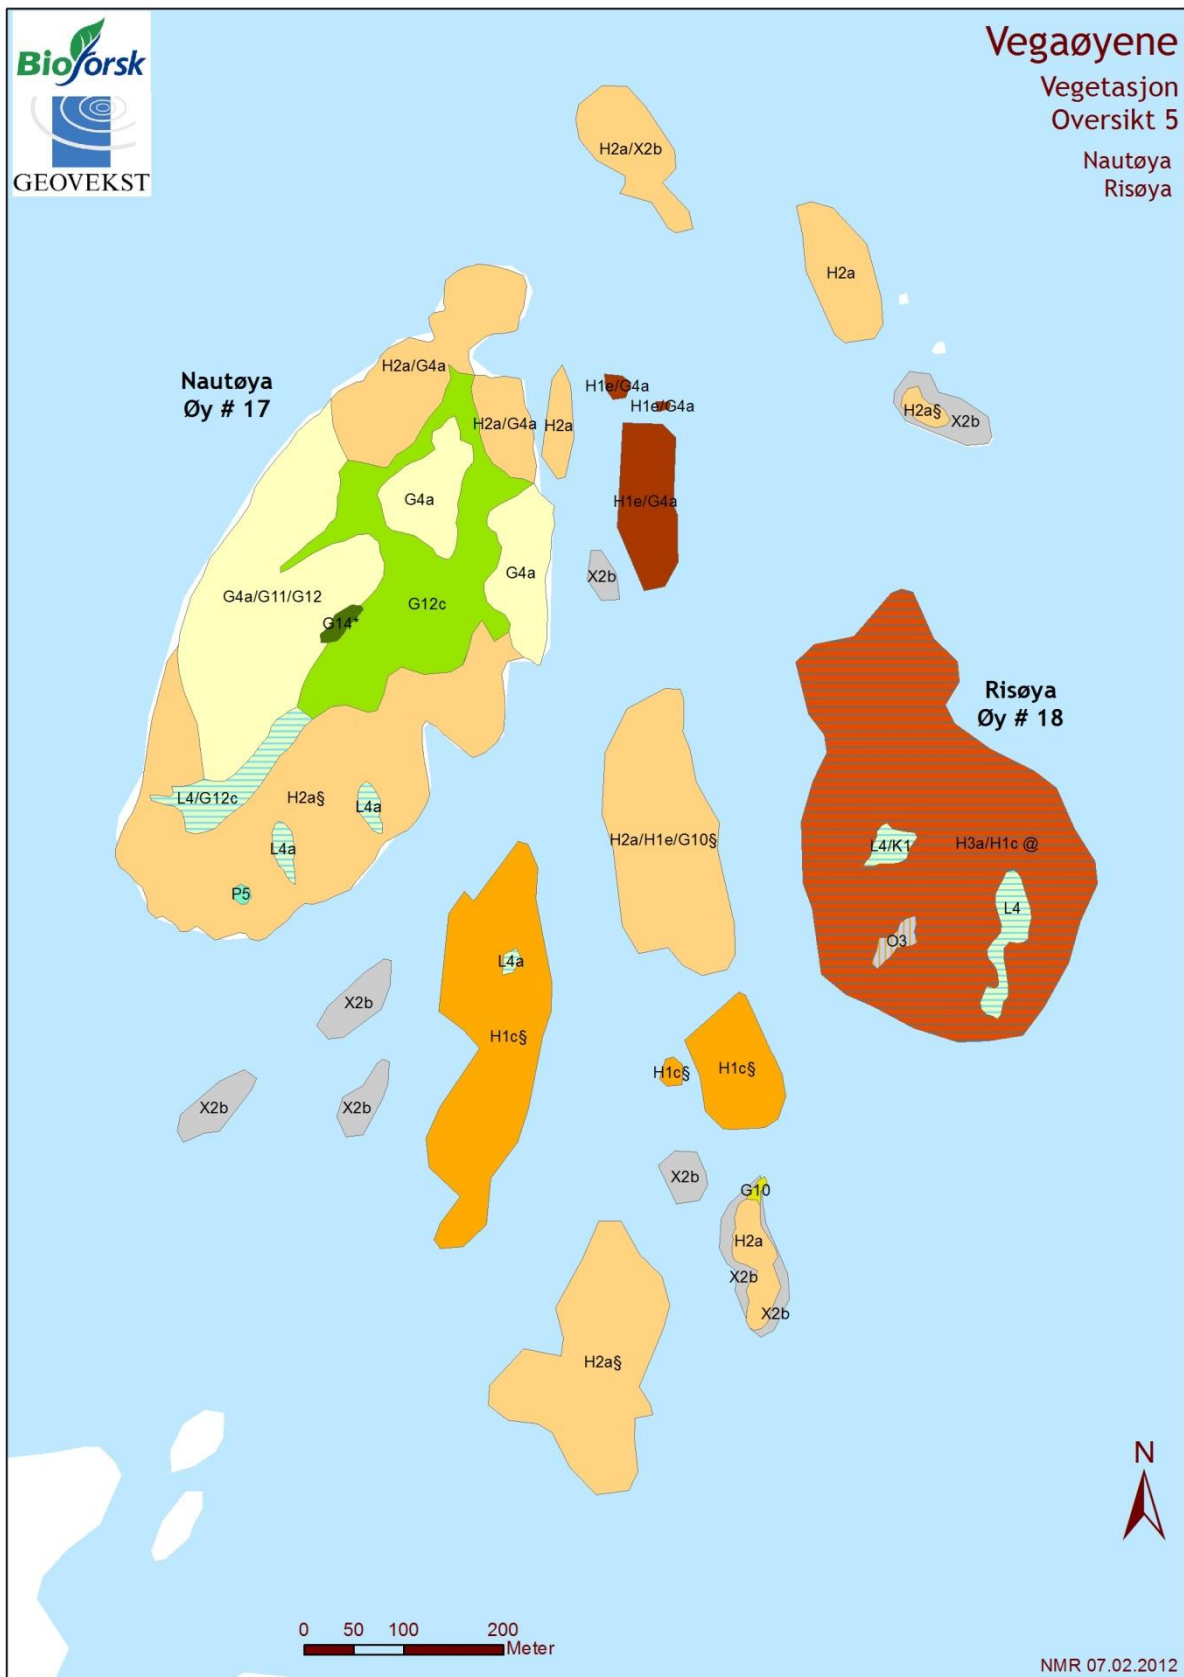 Bioforsk
GEOVEKST
Vegaøyene
Vegetasjon
Oversikt 5
Nautøya
Risøya
H2a/X2b
H2a
H2a§
X2b
Nautøya
Øy # 17
H2a/G4a
H2a/G4a
H2a
H1e/G4a
H1e/G4a
H1e/G4a
G4a
G4a
X2b
G4a/G11/G12
G12c
G14*
Risøya
Øy # 18
L4/G12c
H2a§
L4a
L4a
P5
H2a/H1e/G10§
L4/K1
H3a/H1c @
L4
O3
L4a
X2b
H1c§
H1c§
H1c§
X2b
X2b
X2b
G10
H2a
X2b
X2b
H2a§
N
0 50 100 200
Meter
NMR 07.02.2012